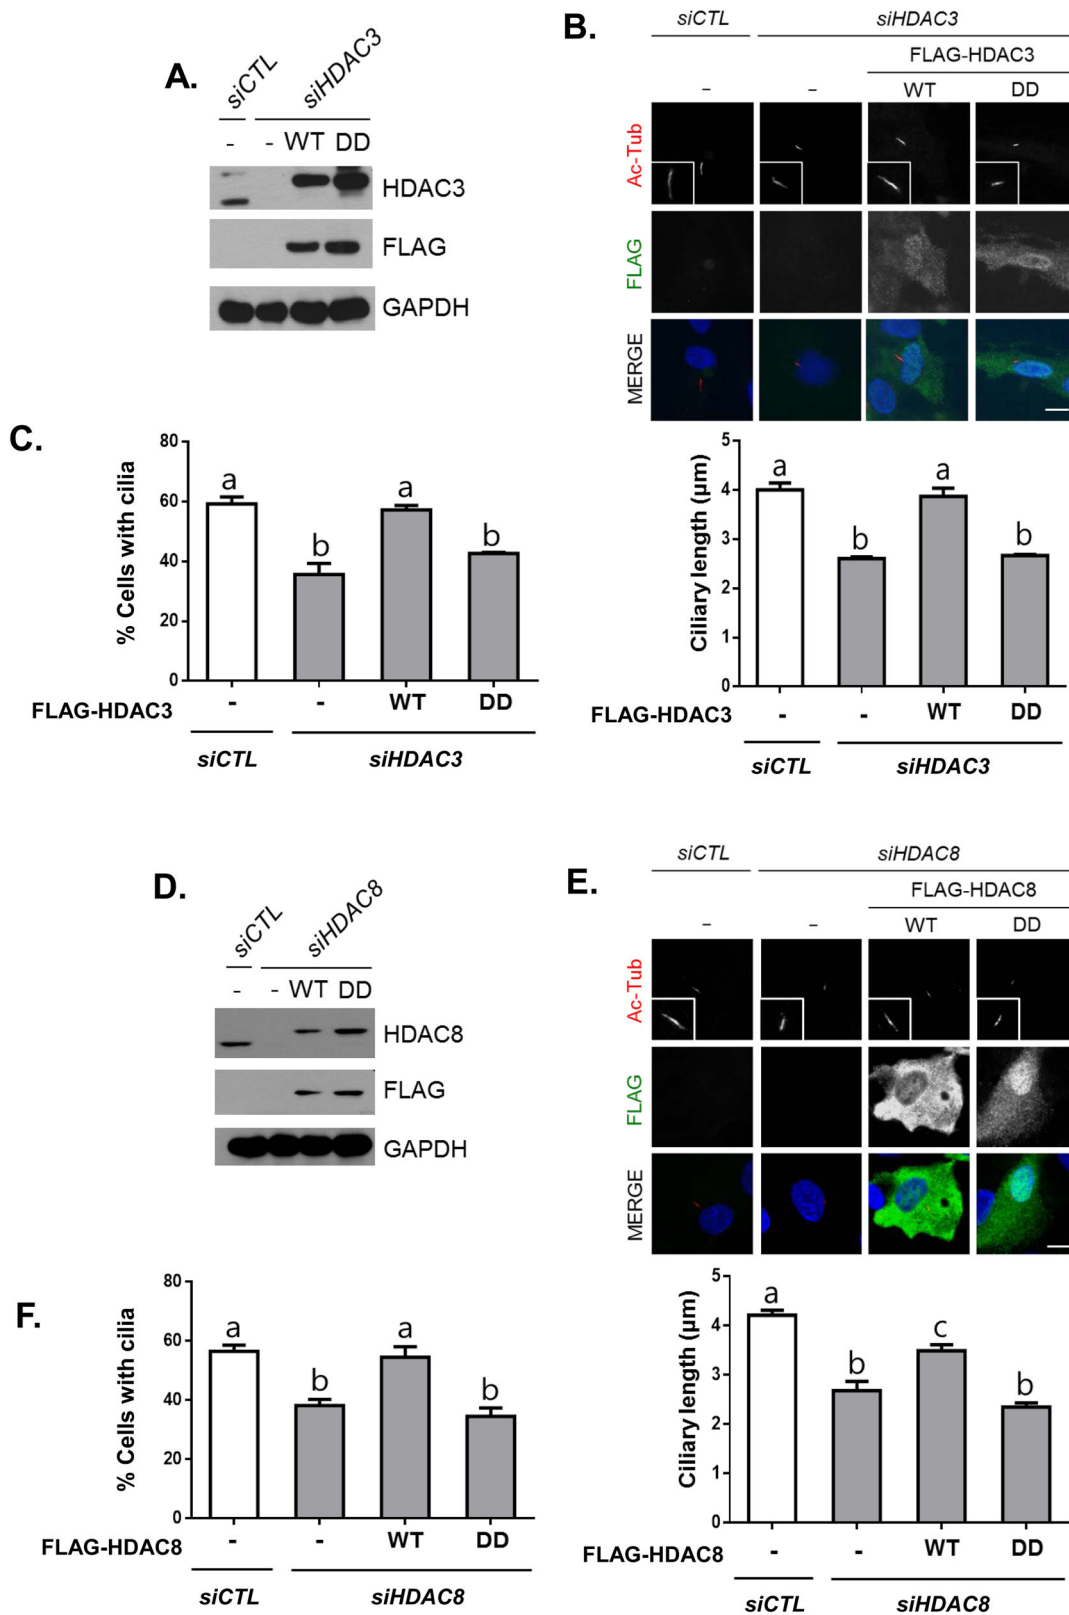 A.
siCTL
siHDAC3
- - WT DD
HDAC3
FLAG
GAPDH
B.
siCTL siHDAC3
FLAG-HDAC3
– – WT DD
Ac-Tub
FLAG
MERGE
C.
% Cells with cilia
80
60
40
20
0
a b a b
FLAG-HDAC3 - - WT DD
siCTL siHDAC3
Ciliary length (µm)
5
4
3
2
1
0
a b a b
FLAG-HDAC3 - - WT DD
siCTL siHDAC3
D.
siCTL
siHDAC8
- - WT DD
HDAC8
FLAG
GAPDH
E.
siCTL siHDAC8
FLAG-HDAC8
– – WT DD
Ac-Tub
FLAG
MERGE
F.
% Cells with cilia
80
60
40
20
0
a b a b
FLAG-HDAC8 - - WT DD
siCTL siHDAC8
Ciliary length (µm)
5
4
3
2
1
0
a b c b
FLAG-HDAC8 - - WT DD
siCTL siHDAC8